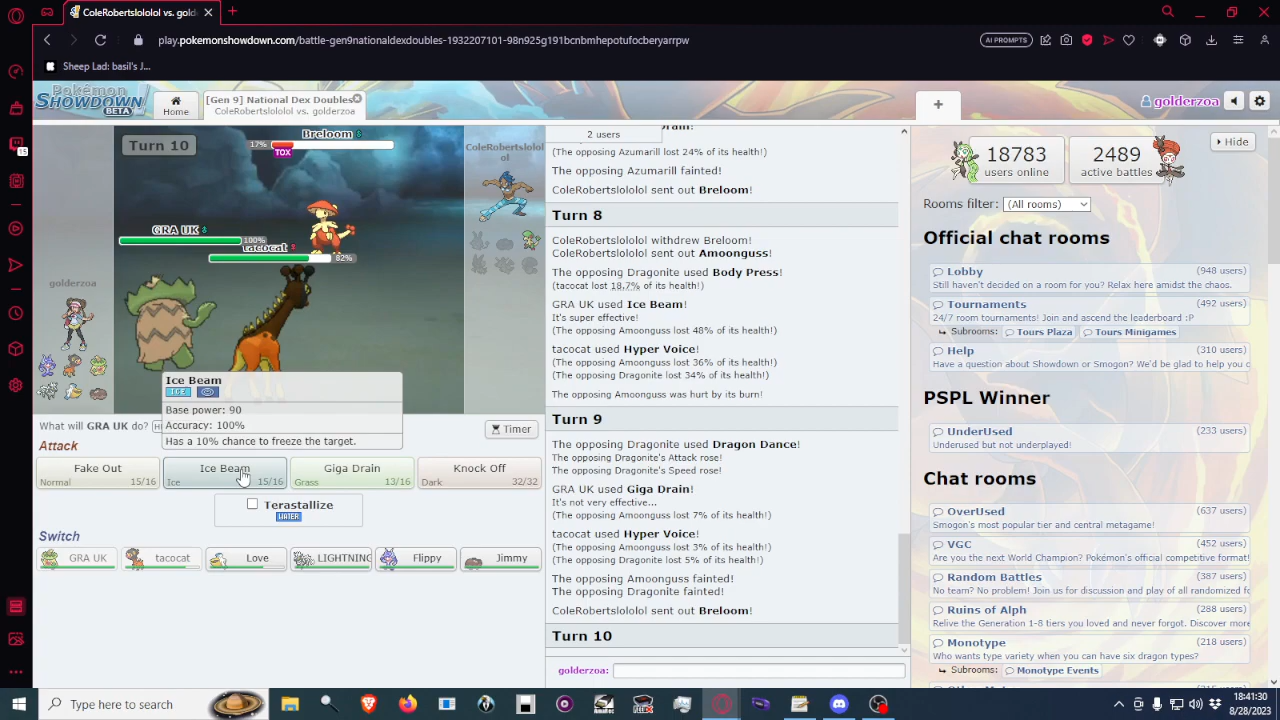 ColeRobertslololol vs. golder
play.pokemonshowdown.com/battle-gen9nationaldexdoubles-1932207101-98n925g191bcnbmhepotufocberyarrpw
AI PROMPTS
Sheep Lad: basil's J...
15
Pokémon
SHOWDOWN
BETA
Home
[Gen 9] National Dex Doubles
ColeRobertslololol vs. golderzoa
+
golderzoa
Turn 10
Breloom
17%
TOX
ColeRobertslolol
ol
GRA UK
100%
tacocat
82%
golderzoa
Ice Beam
ICE
Base power: 90
Accuracy: 100%
Has a 10% chance to freeze the target.
What will GRA UK do?
Timer
Attack
Fake Out
Normal 15/16
Ice Beam
Ice 15/16
Giga Drain
Grass 13/16
Knock Off
Dark 32/32
Terastallize
WATER
Switch
GRA UK
tacocat
Love
LIGHTNING
Flippy
Jimmy
2 users
(The opposing Azumarill lost 24% of its health!)
The opposing Azumarill fainted!
ColeRobertslololol sent out Breloom!
Turn 8
ColeRobertslololol withdrew Breloom!
ColeRobertslololol sent out Amoonguss!
The opposing Dragonite used Body Press!
(tacocat lost 18.7% of its health!)
GRA UK used Ice Beam!
It's super effective!
(The opposing Amoonguss lost 48% of its health!)
tacocat used Hyper Voice!
(The opposing Amoonguss lost 36% of its health!)
(The opposing Dragonite lost 34% of its health!)
The opposing Amoonguss was hurt by its burn!
Turn 9
The opposing Dragonite used Dragon Dance!
The opposing Dragonite's Attack rose!
The opposing Dragonite's Speed rose!
GRA UK used Giga Drain!
It's not very effective...
(The opposing Amoonguss lost 7% of its health!)
tacocat used Hyper Voice!
(The opposing Amoonguss lost 3% of its health!)
(The opposing Dragonite lost 5% of its health!)
The opposing Amoonguss fainted!
The opposing Dragonite fainted!
ColeRobertslololol sent out Breloom!
Turn 10
golderzoa:
18783
users online
2489
active battles
Hide
Rooms filter: (All rooms)
Official chat rooms
Lobby (948 users)
Still haven't decided on a room for you? Relax here amidst the chaos.
Tournaments (492 users)
24/7 room tournaments! Join and ascend the leaderboard :P
Subrooms: Tours Plaza Tours Minigames
Help (310 users)
Have a question about Showdown or Smogon? We'd be glad to help you c
PSPL Winner
UnderUsed (233 users)
Underused but not underplayed!
Chat rooms
OverUsed (637 users)
Smogon's most popular tier and central metagame!
VGC (452 users)
Are you the next World Champion? Pokémon's official competitive format!
Random Battles (387 users)
No team? No problem! Join us for discussion and play of all randomized fo
Ruins of Alph (288 users)
Relive the Generation 1-8 tiers you loved and never forgot. Discover more
Monotype (218 users)
Who wants type variety when you can have six dragon types?
Subrooms: Monotype Events
Type here to search
18:41:30
8/28/2023